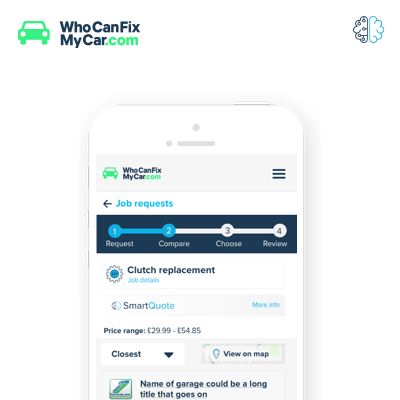 WhoCanFix
MyCar.com
WhoCanFix
MyCar.com
Job requests
1 2 3 4
Request Compare Choose Review
Clutch replacement
Job details
SmartQuote More info
Price range: £29.99 - £54.85
Closest View on map
Name of garage could be a long
title that goes on